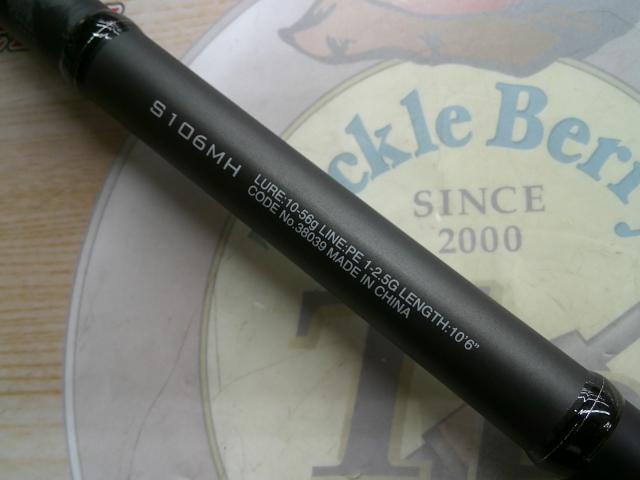 S106MH
LURE:10-56g LINE:PE 1-2.5G LENGTH:10'6"
CODE No.38039 MADE IN CHINA
ckle Berry
SINCE
2000